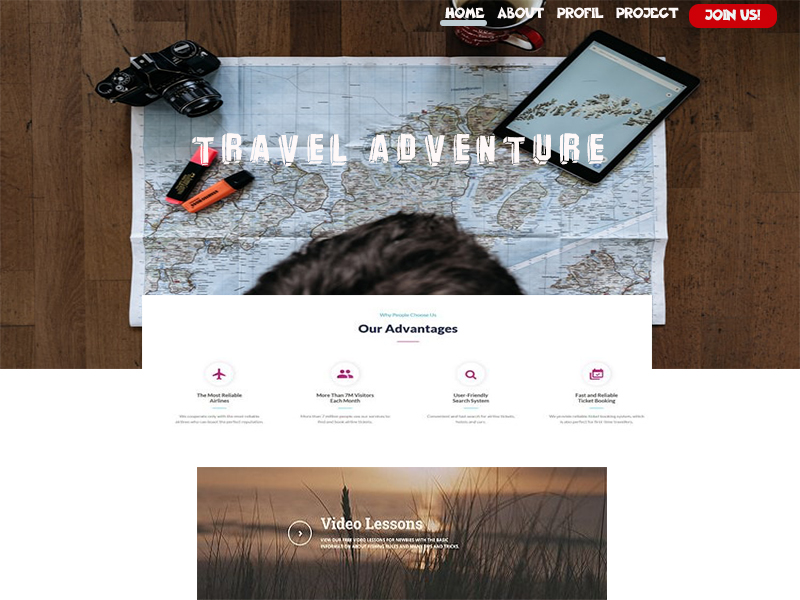 HOME ABOUT PROFIL PROJECT JOIN US!
TRAVEL ADVENTURE
Why People Choose Us
Our Advantages
The Most Reliable
Airlines
We cooperate only with the most reliable
airlines who can boast the perfect reputation.
More Than 7M Visitors
Each Month
More than 7 million people use our services to
find and book airline tickets.
User-Friendly
Search System
Convenient and fast search for airline tickets,
hotels and cars.
Fast and Reliable
Ticket Booking
We provide reliable ticket booking system, which
is also perfect for first-time travellers.
Video Lessons
VIEW OUR FREE VIDEO LESSONS FOR NEWBIES WITH THE BASIC
INFORMATION ABOUT FISHING RULES AND MANY TIPS AND TRICKS.